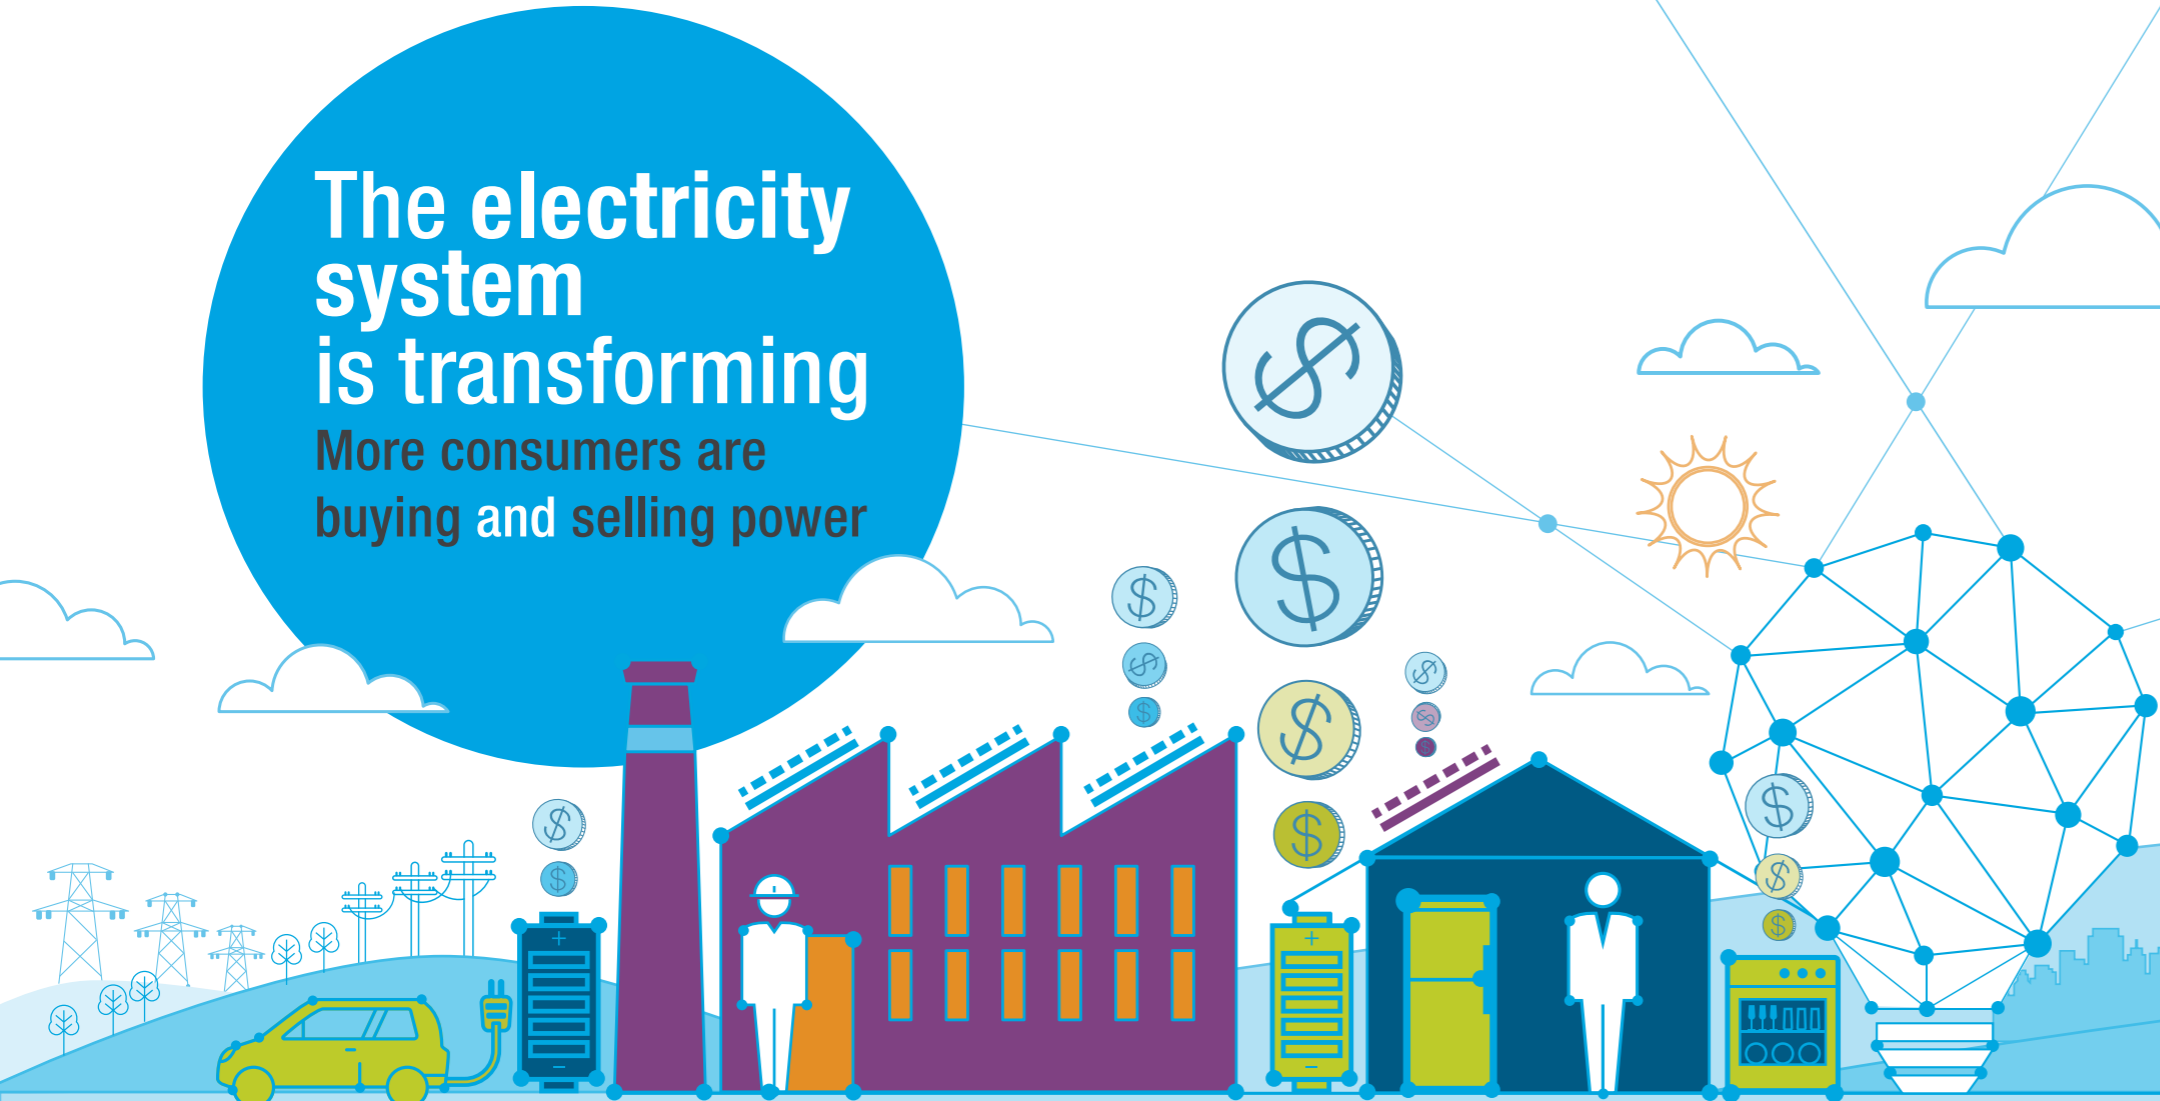 The electricity
system
is transforming
More consumers are
buying and selling power